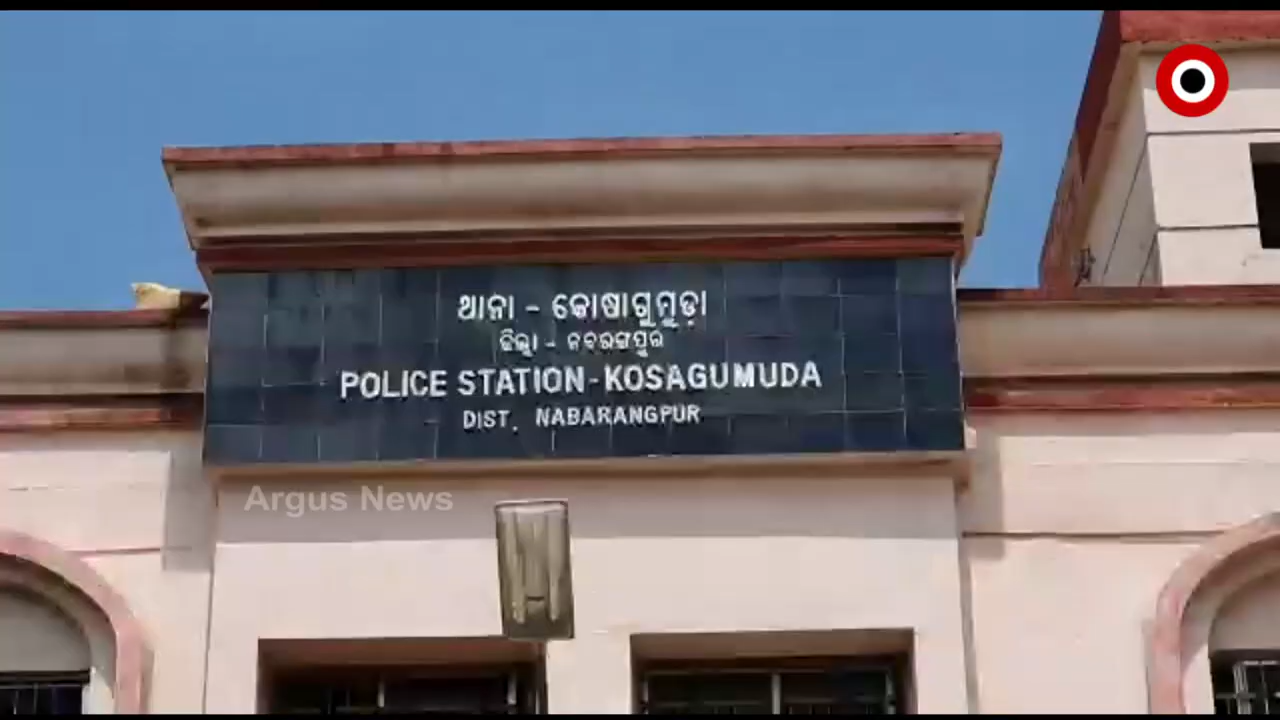 ଥାନା - କୋଷାଗୁମୁଡ଼ା
ଜିଲ୍ଲା - ନବରଙ୍ଗପୁର
POLICE STATION-KOSAGUMUDA
DIST. NABARANGPUR
Argus News